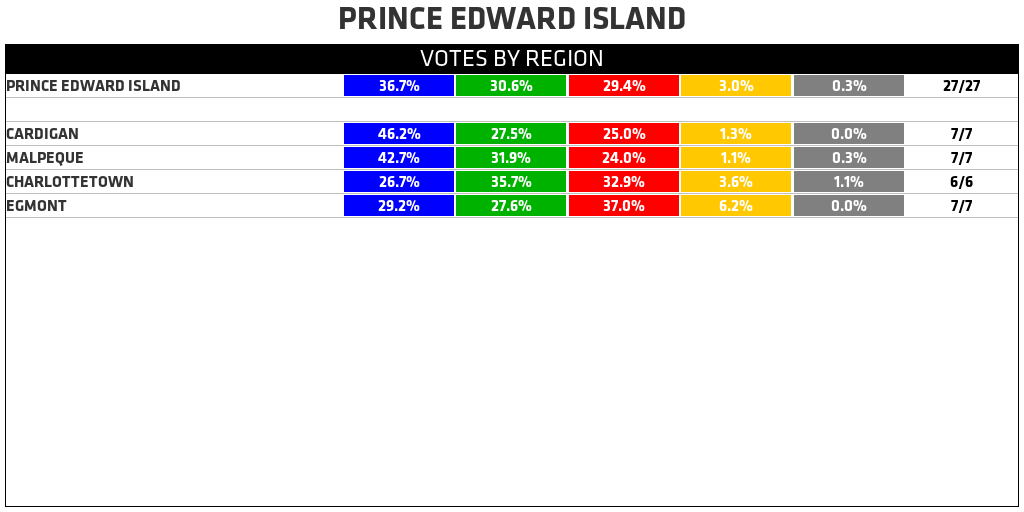 PRINCE EDWARD ISLAND
VOTES BY REGION
PRINCE EDWARD ISLAND 36.7% 30.6% 29.4% 3.0% 0.3% 27/27
CARDIGAN 46.2% 27.5% 25.0% 1.3% 0.0% 7/7
MALPEQUE 42.7% 31.9% 24.0% 1.1% 0.3% 7/7
CHARLOTTETOWN 26.7% 35.7% 32.9% 3.6% 1.1% 6/6
EGMONT 29.2% 27.6% 37.0% 6.2% 0.0% 7/7